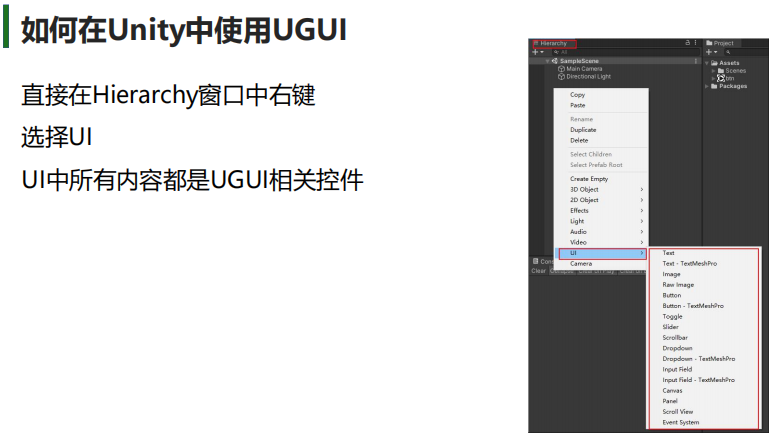 如何在Unity中使用UGUI
直接在Hierarchy窗口中右键
选择UI
UI中所有内容都是UGUI相关控件
Hierarchy
Project
All
SampleScene
Main Camera
Directional Light
Assets
Scenes
btn
Packages
Copy
Paste
Rename
Duplicate
Delete
Select Children
Select Prefab Root
Create Empty
3D Object
2D Object
Effects
Light
Audio
Video
UI
Camera
Clear
Text
Text - TextMeshPro
Image
Raw Image
Button
Button - TextMeshPro
Toggle
Slider
Scrollbar
Dropdown
Dropdown - TextMeshPro
Input Field
Input Field - TextMeshPro
Canvas
Panel
Scroll View
Event System